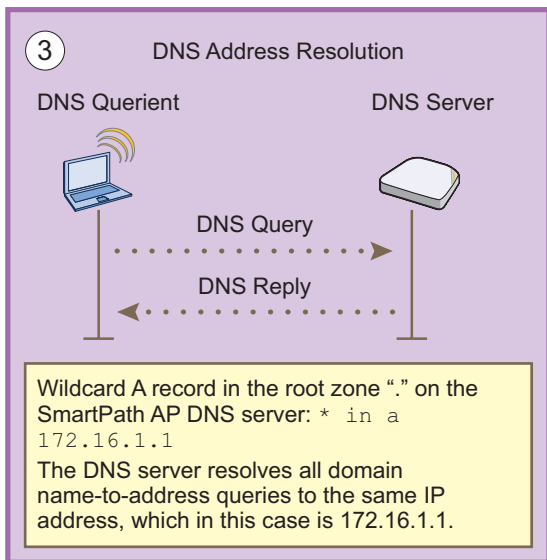 3
DNS Address Resolution
DNS Querient
DNS Server
DNS Query
DNS Reply
Wildcard A record in the root zone “.” on the
SmartPath AP DNS server: * in a
172.16.1.1
The DNS server resolves all domain
name-to-address queries to the same IP
address, which in this case is 172.16.1.1.